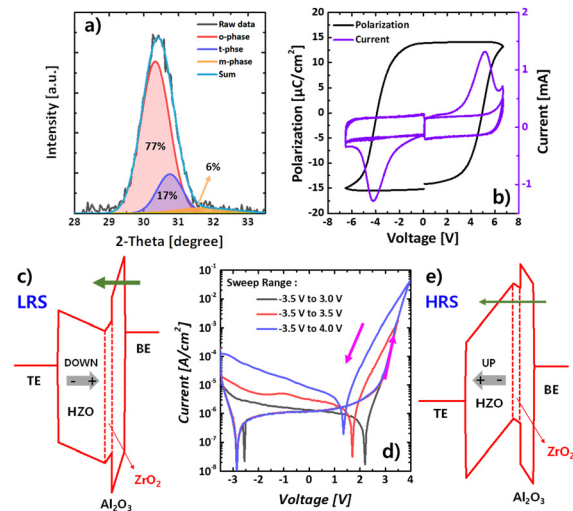 a)
Raw data
o-phase
t-phse
m-phase
Sum
77%
17%
6%
Intensity [a.u.]
28 29 30 31 32 33
2-Theta [degree]
Polarization
Current
b)
Polarization [μC/cm²]
20
15
10
5
0
-5
-10
-15
-20
-8 -6 -4 -2 0 2 4 6 8
Voltage [V]
2
1
0
-1
Current [mA]
c)
LRS
TE
DOWN
- +
HZO
BE
ZrO₂
Al₂O₃
Sweep Range :
-3.5 V to 3.0 V
-3.5 V to 3.5 V
-3.5 V to 4.0 V
d)
Current [A/cm²]
10⁻¹
10⁻²
10⁻³
10⁻⁴
10⁻⁵
10⁻⁶
10⁻⁷
10⁻⁸
-3 -2 -1 0 1 2 3 4
Voltage [V]
e)
HRS
TE
UP
+ -
HZO
BE
ZrO₂
Al₂O₃